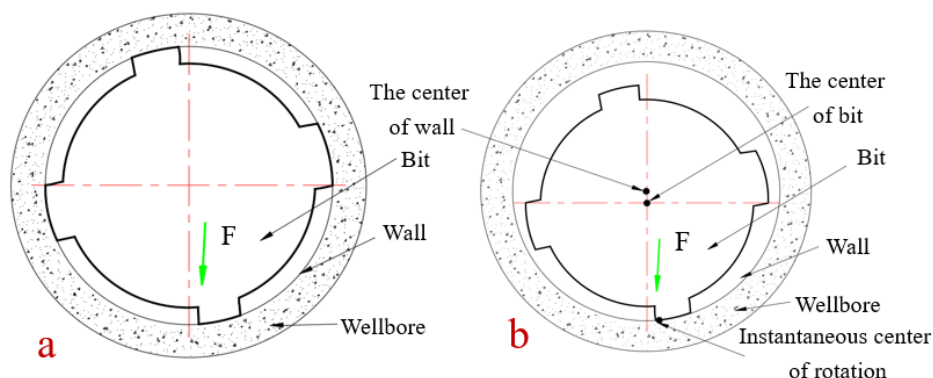 The center
of wall
Bit
F
Wall
Wellbore
a
The center
of bit
Bit
F
Wall
Wellbore
Instantaneous center
of rotation
b